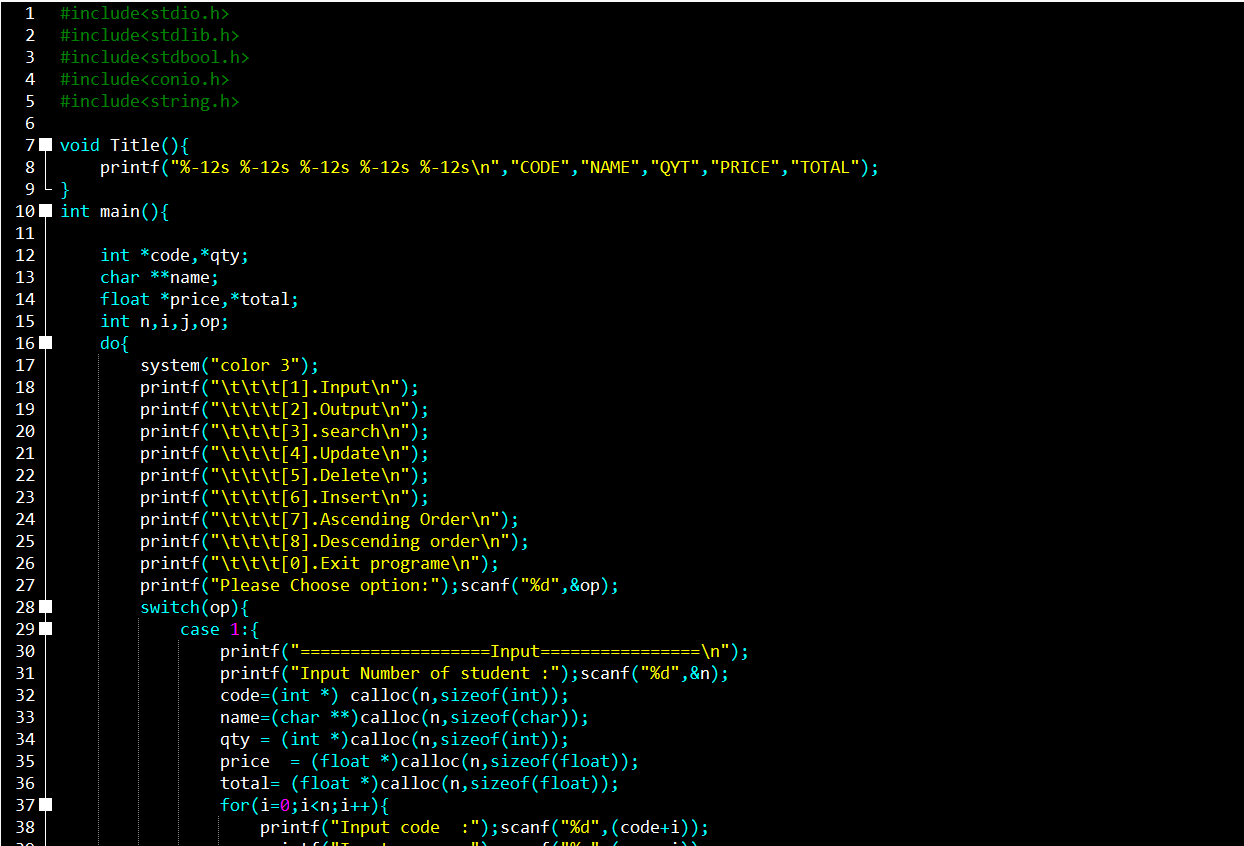 1 #include<stdio.h>
2 #include<stdlib.h>
3 #include<stdbool.h>
4 #include<conio.h>
5 #include<string.h>
6
7 void Title(){
8     printf("%-12s %-12s %-12s %-12s %-12s\n","CODE","NAME","QYT","PRICE","TOTAL");
9 }
10 int main(){
11
12     int *code,*qty;
13     char **name;
14     float *price,*total;
15     int n,i,j,op;
16     do{
17         system("color 3");
18         printf("\t\t\t[1].Input\n");
19         printf("\t\t\t[2].Output\n");
20         printf("\t\t\t[3].search\n");
21         printf("\t\t\t[4].Update\n");
22         printf("\t\t\t[5].Delete\n");
23         printf("\t\t\t[6].Insert\n");
24         printf("\t\t\t[7].Ascending Order\n");
25         printf("\t\t\t[8].Descending order\n");
26         printf("\t\t\t[0].Exit programe\n");
27         printf("Please Choose option:");scanf("%d",&op);
28         switch(op){
29             case 1:{
30                 printf("===================Input================\n");
31                 printf("Input Number of student :");scanf("%d",&n);
32                 code=(int *) calloc(n,sizeof(int));
33                 name=(char **)calloc(n,sizeof(char));
34                 qty = (int *)calloc(n,sizeof(int));
35                 price  = (float *)calloc(n,sizeof(float));
36                 total= (float *)calloc(n,sizeof(float));
37                 for(i=0;i<n;i++){
38                     printf("Input code  :");scanf("%d",(code+i));